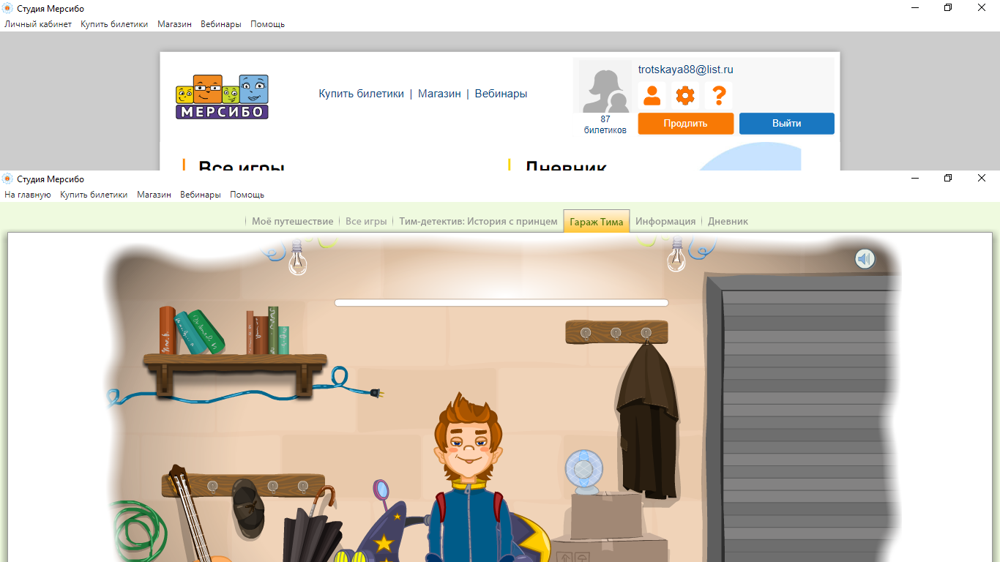 Студия Мерсибо
Личный кабинет Купить билетики Магазин Вебинары Помощь
МЕРСИБО
Купить билетики | Магазин | Вебинары
trotskaya88@list.ru
87
билетиков
Продлить
Выйти
Все игры
Дневник
Студия Мерсибо
На главную Купить билетики Магазин Вебинары Помощь
Моё путешествие Все игры Тим-детектив: История с принцем Гараж Тима Информация Дневник